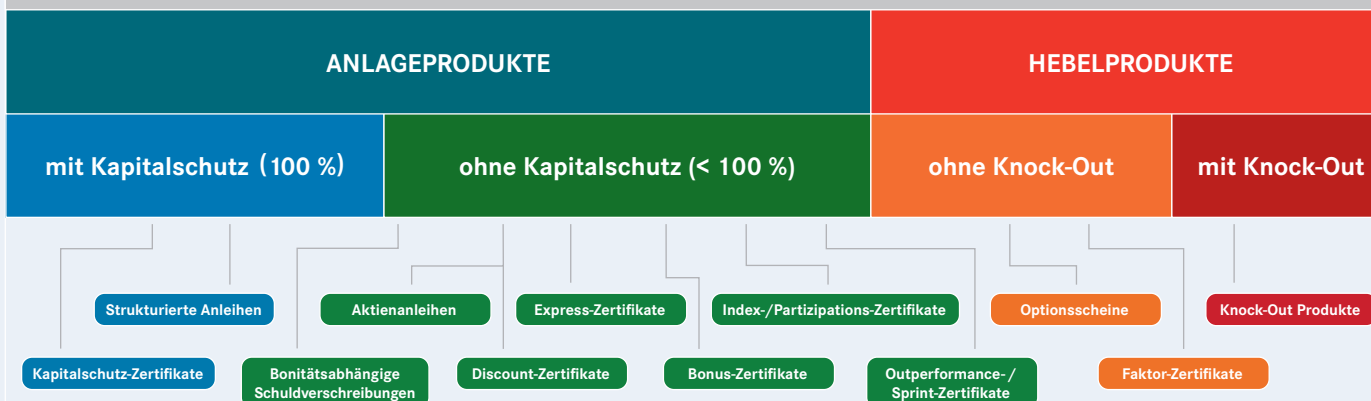 ANLAGEPRODUKTE
HEBELPRODUKTE
mit Kapitalschutz (100 %)
ohne Kapitalschutz (< 100 %)
ohne Knock-Out
mit Knock-Out
Strukturierte Anleihen
Aktienanleihen
Express-Zertifikate
Index-/Partizipations-Zertifikate
Optionsscheine
Knock-Out Produkte
Kapitalschutz-Zertifikate
Bonitätsabhängige
Schuldverschreibungen
Discount-Zertifikate
Bonus-Zertifikate
Outperformance-/
Sprint-Zertifikate
Faktor-Zertifikate